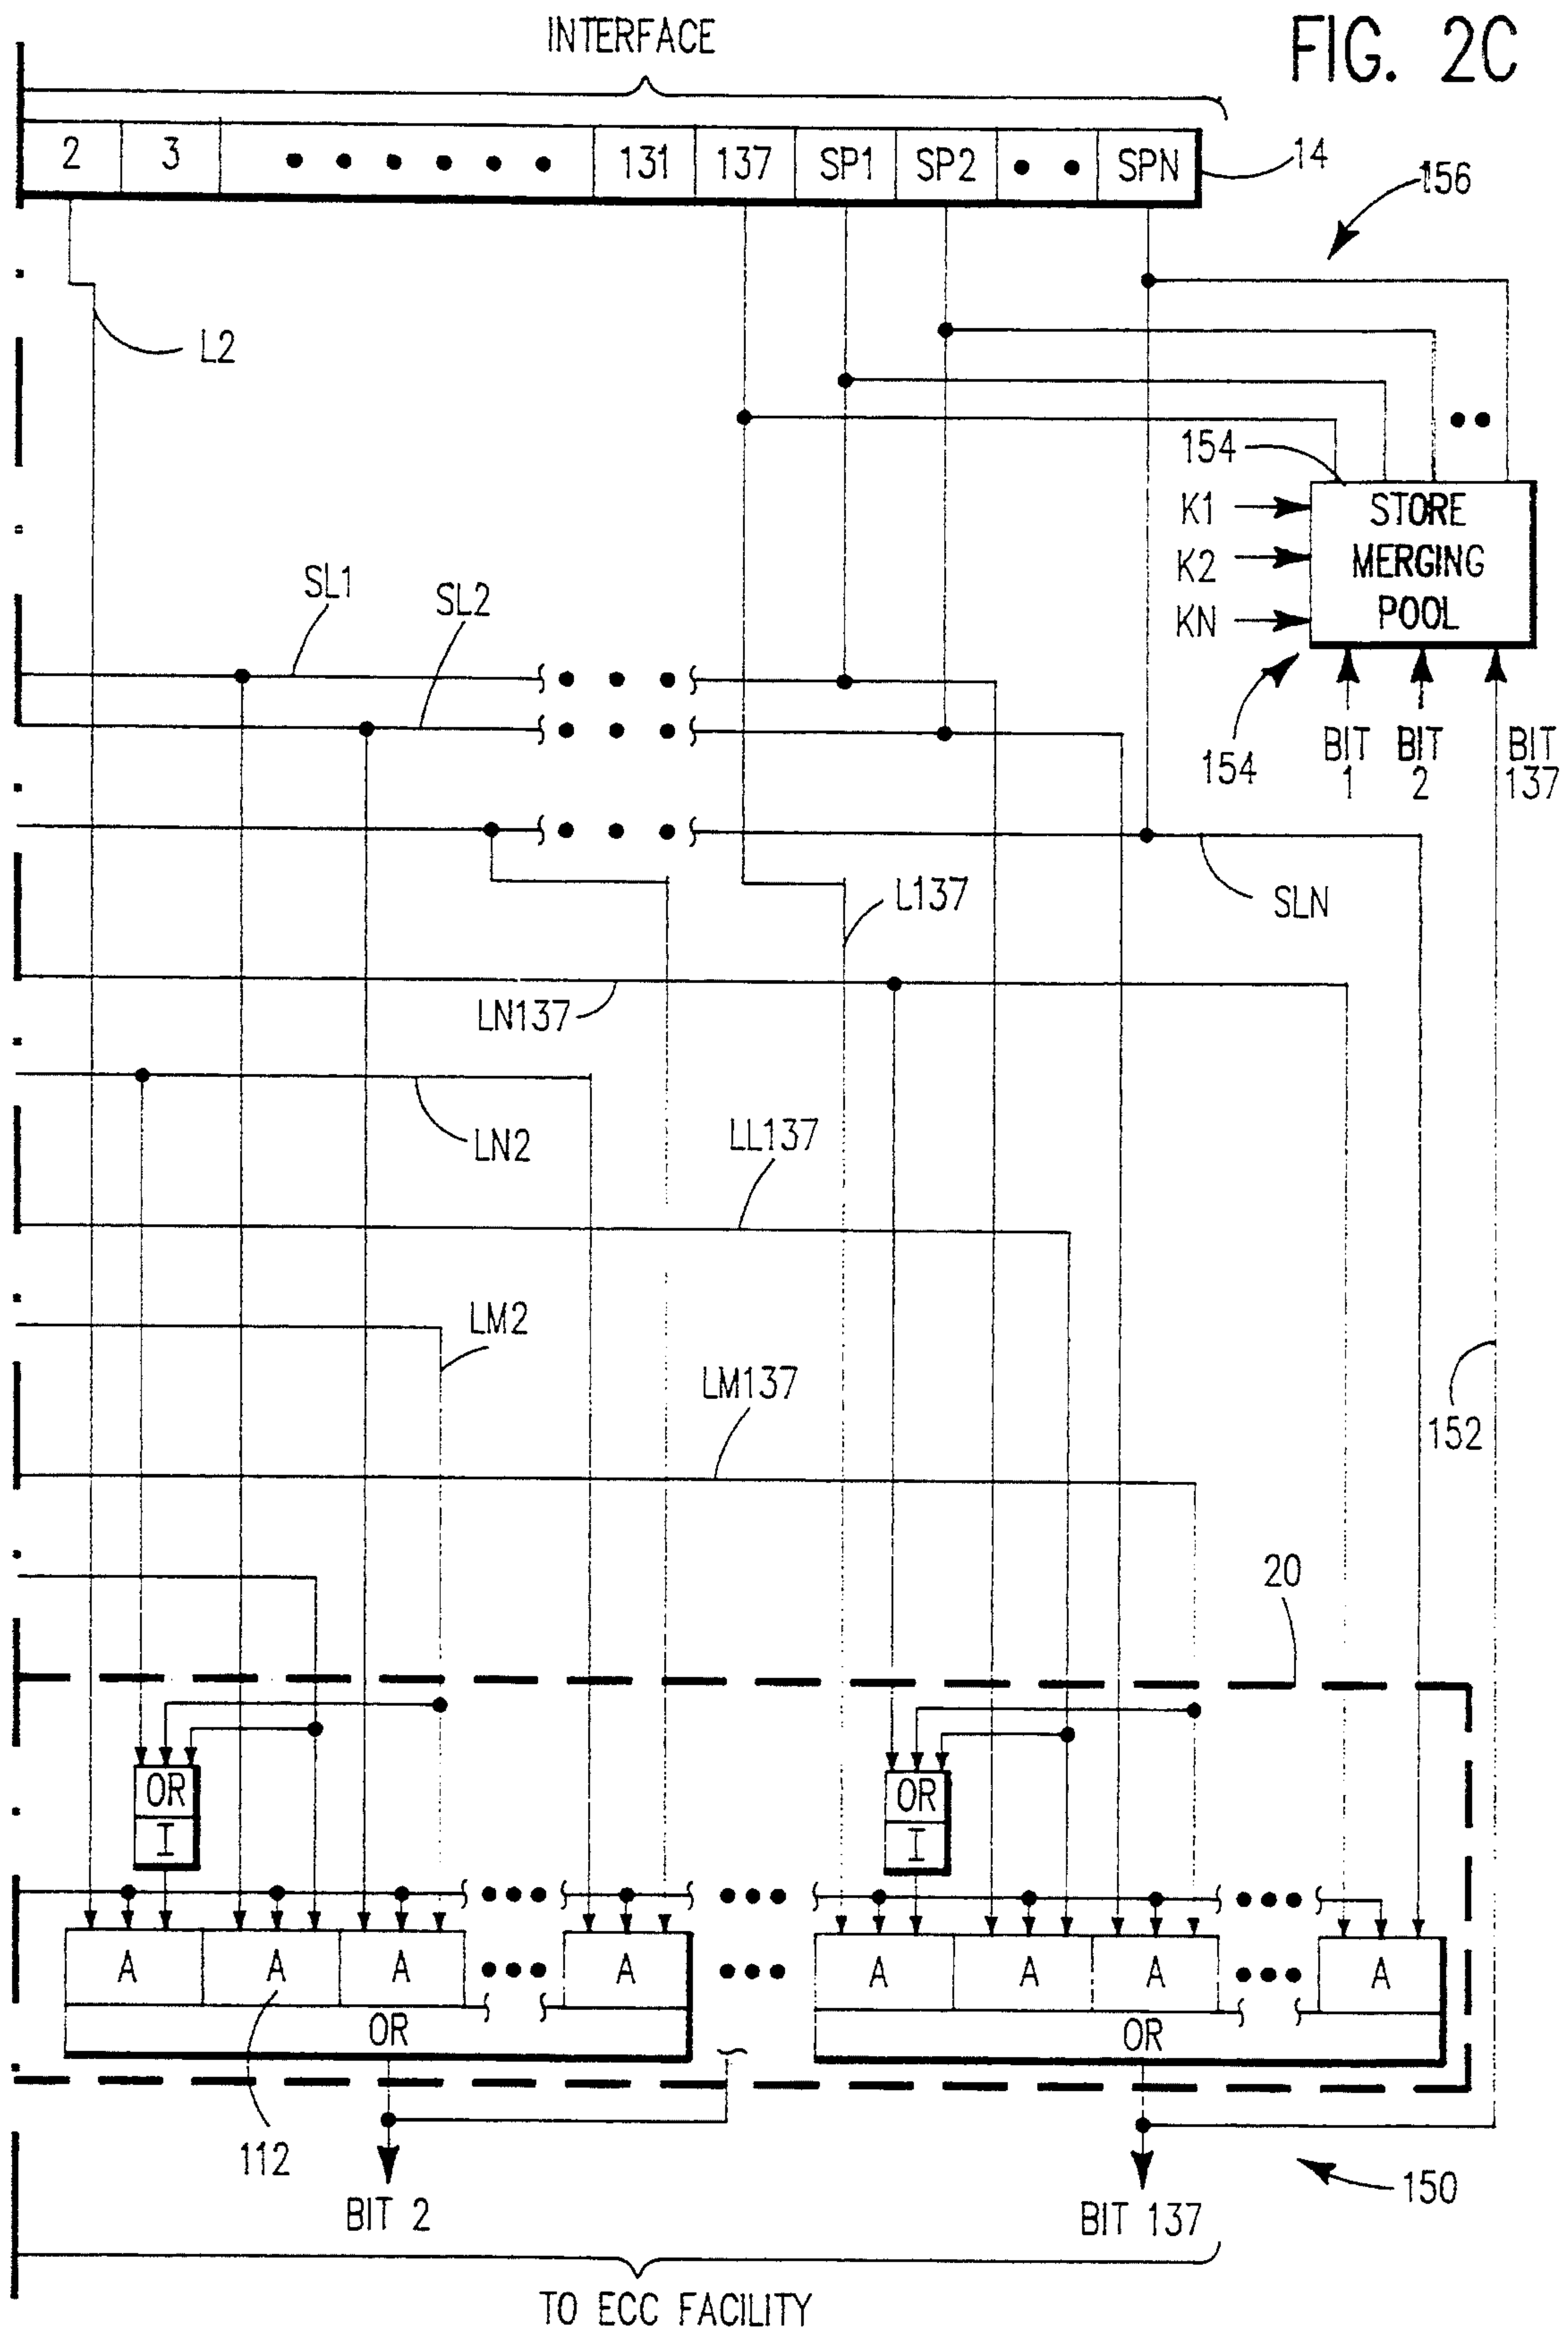 FIG. 2C
INTERFACE
2 3 131 137 SP1 SP2 SPN
14
156
L2
154
K1
K2
KN
STORE
MERGING
POOL
SL1
SL2
154
BIT
1
BIT
2
BIT
137
L137
SLN
LN137
LN2
LL137
LM2
LM137
152
20
OR
I
OR
I
A A A A A A A A
OR OR
112
BIT 2
BIT 137
150
TO ECC FACILITY